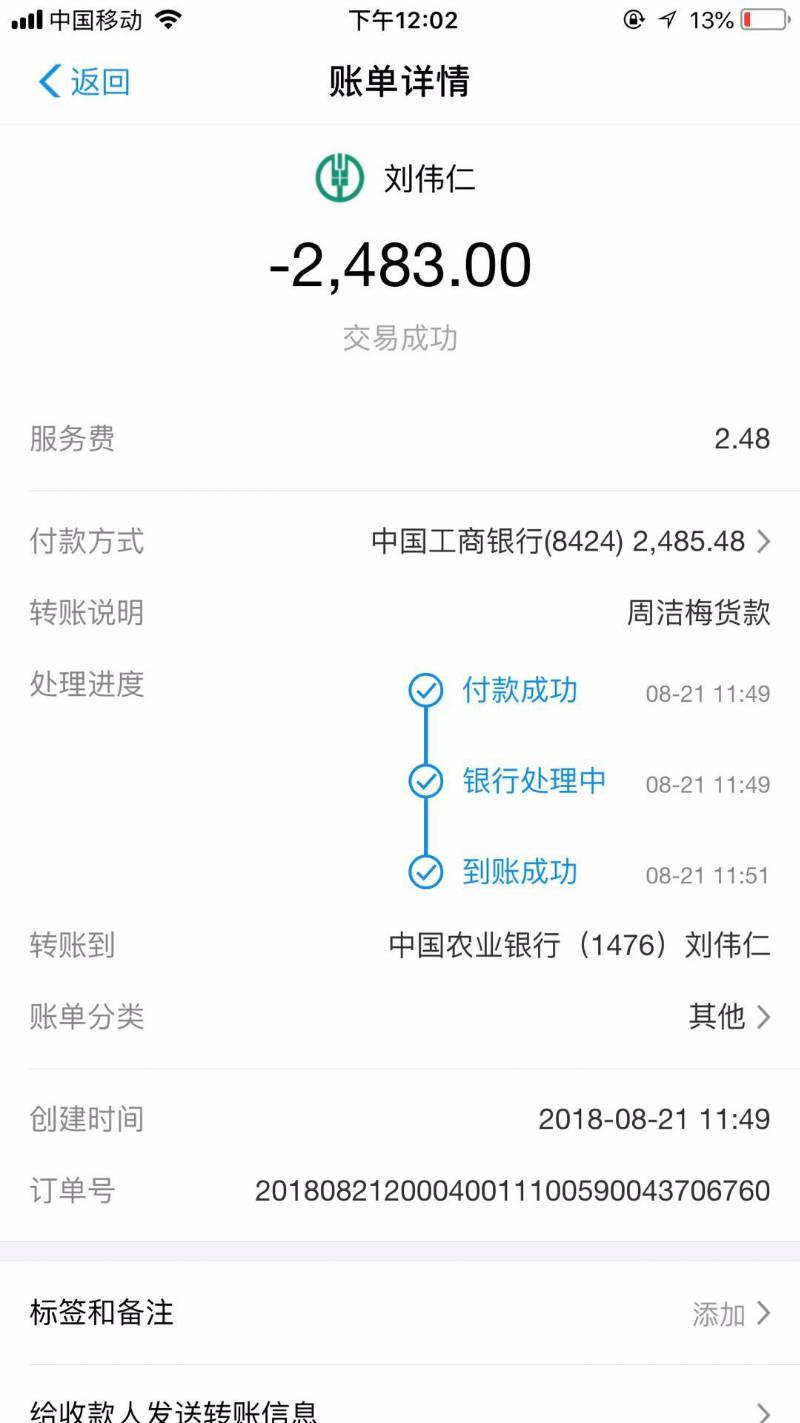 中国移动 下午12:02 13%
返回 账单详情
刘伟仁
-2,483.00
交易成功
服务费 2.48
付款方式 中国工商银行(8424) 2,485.48
转账说明 周洁梅货款
处理进度 付款成功 08-21 11:49
银行处理中 08-21 11:49
到账成功 08-21 11:51
转账到 中国农业银行（1476）刘伟仁
账单分类 其他
创建时间 2018-08-21 11:49
订单号 20180821200040011100590043706760
标签和备注 添加
给收款人发送转账信息